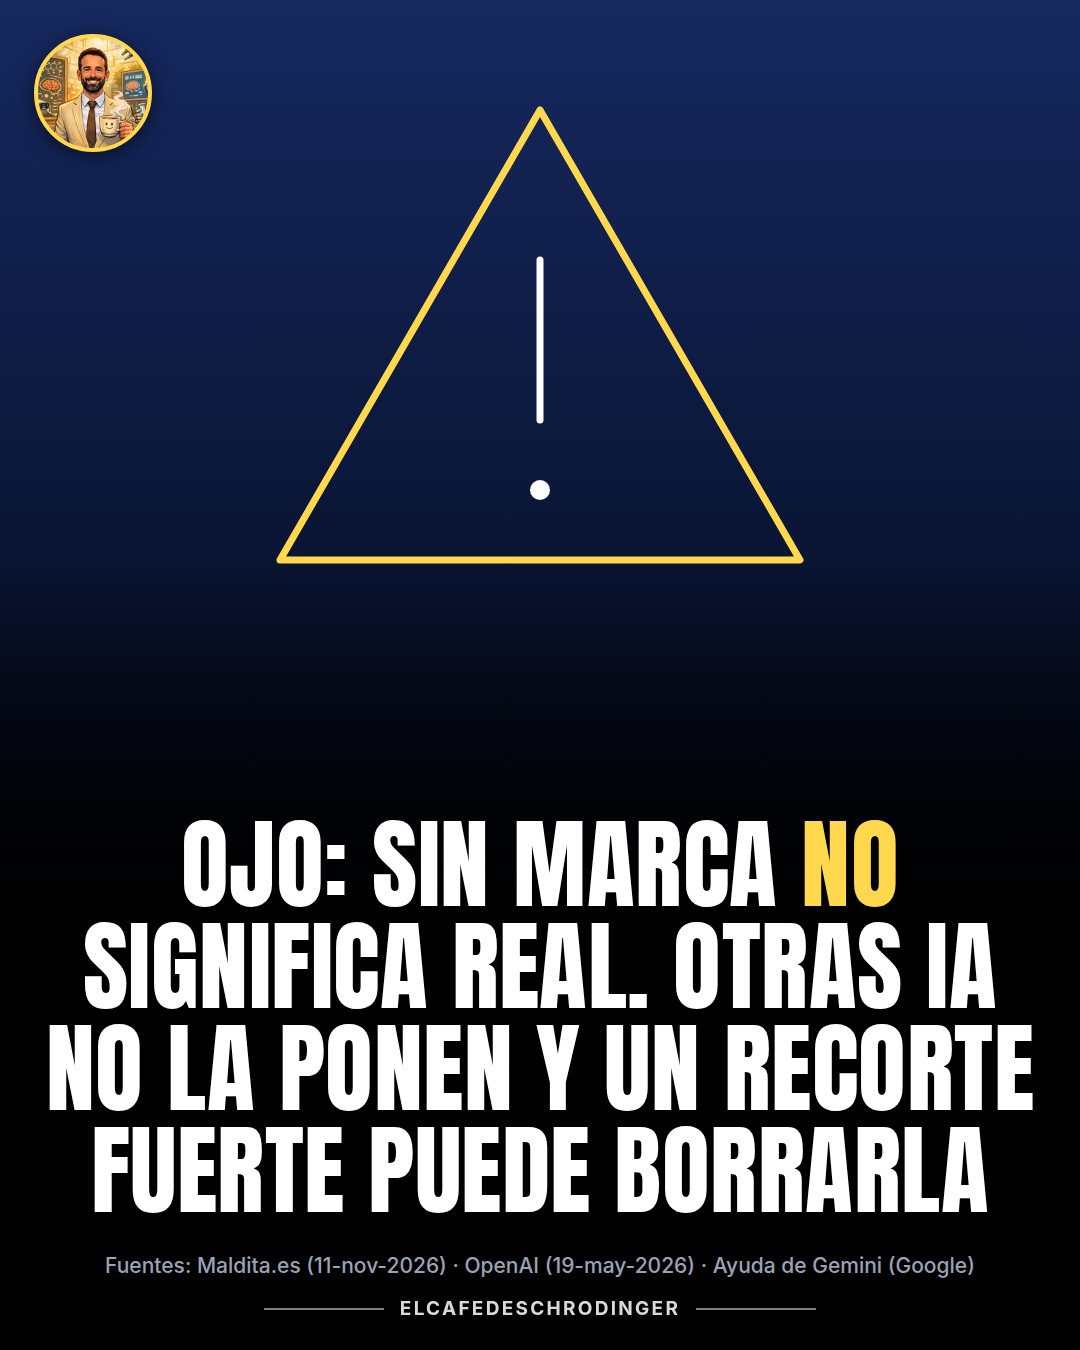 OJO: SIN MARCA NO
SIGNIFICA REAL. OTRAS IA
NO LA PONEN Y UN RECORTE
FUERTE PUEDE BORRARLA
Fuentes: Maldita.es (11-nov-2026) · OpenAI (19-may-2026) · Ayuda de Gemini (Google)
ELCAFEDESCHRODINGER